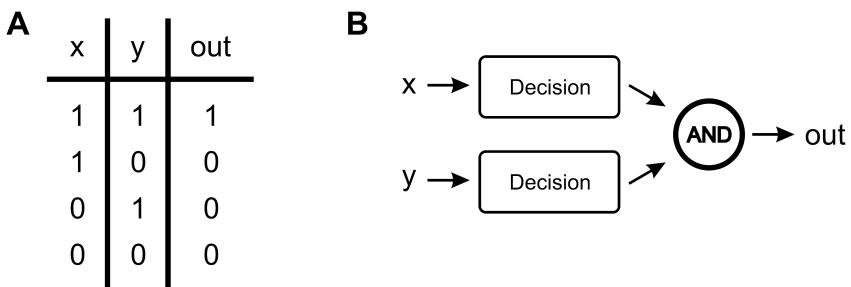 A
x y out
1 1 1
1 0 0
0 1 0
0 0 0
B
x Decision
AND out
y Decision